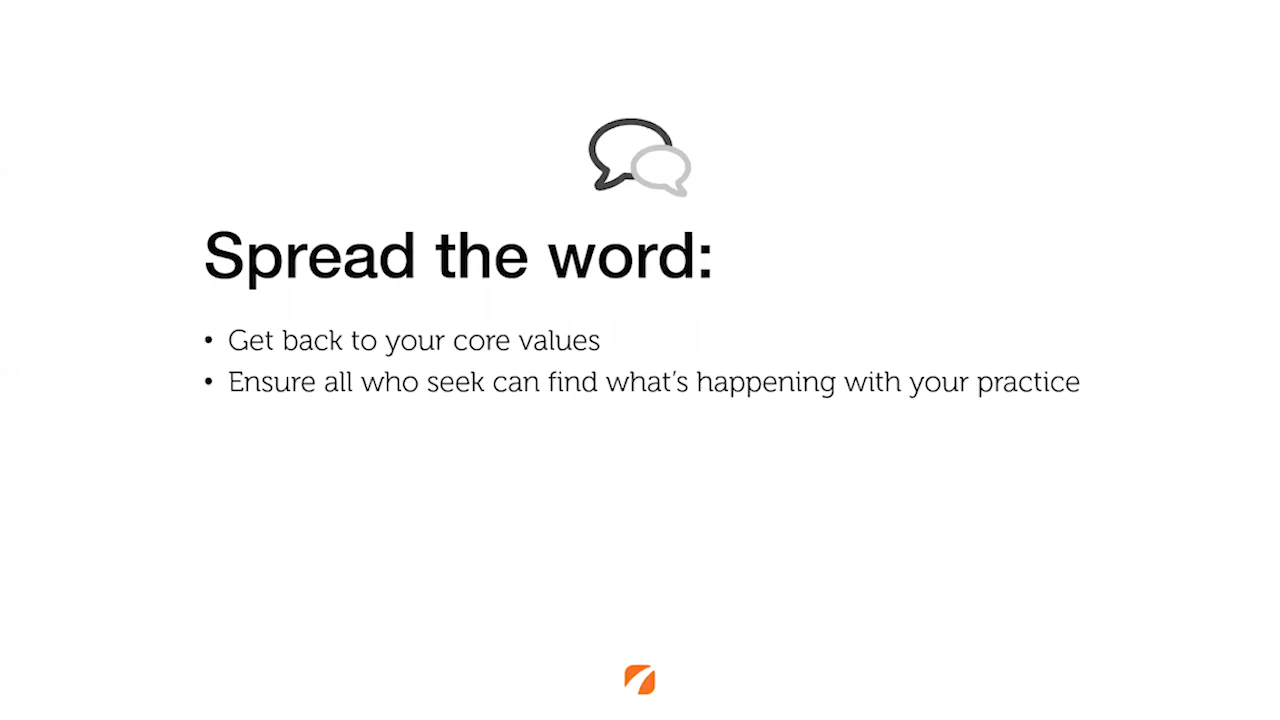 Spread the word:
• Get back to your core values
• Ensure all who seek can find what's happening with your practice